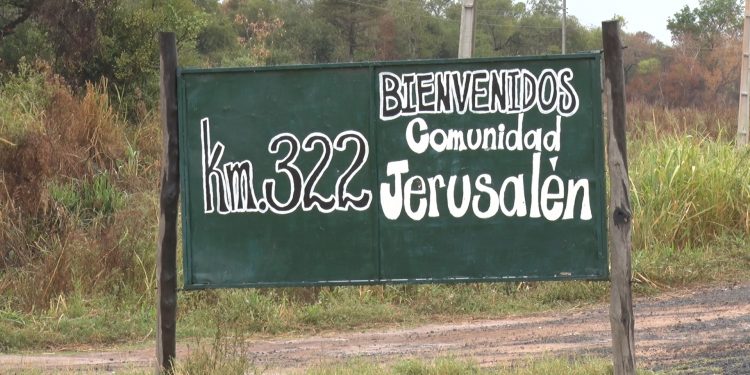 km.322
BIENVENIDOS
Comunidad
Jerusalén